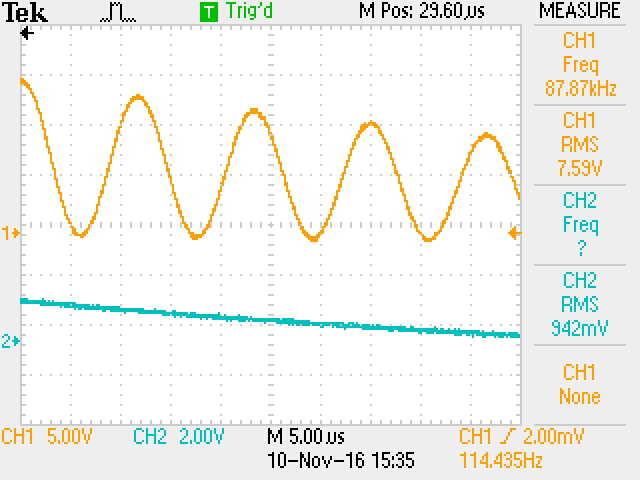 Tek T Trig'd M Pos: 29.60µs MEASURE
CH1
Freq
87.87kHz
CH1
RMS
7.59V
CH2
Freq
?
CH2
RMS
942mV
CH1
None
1
2
CH1 5.00V CH2 2.00V M 5.00µs CH1 2.00mV
10-Nov-16 15:35 114.435Hz